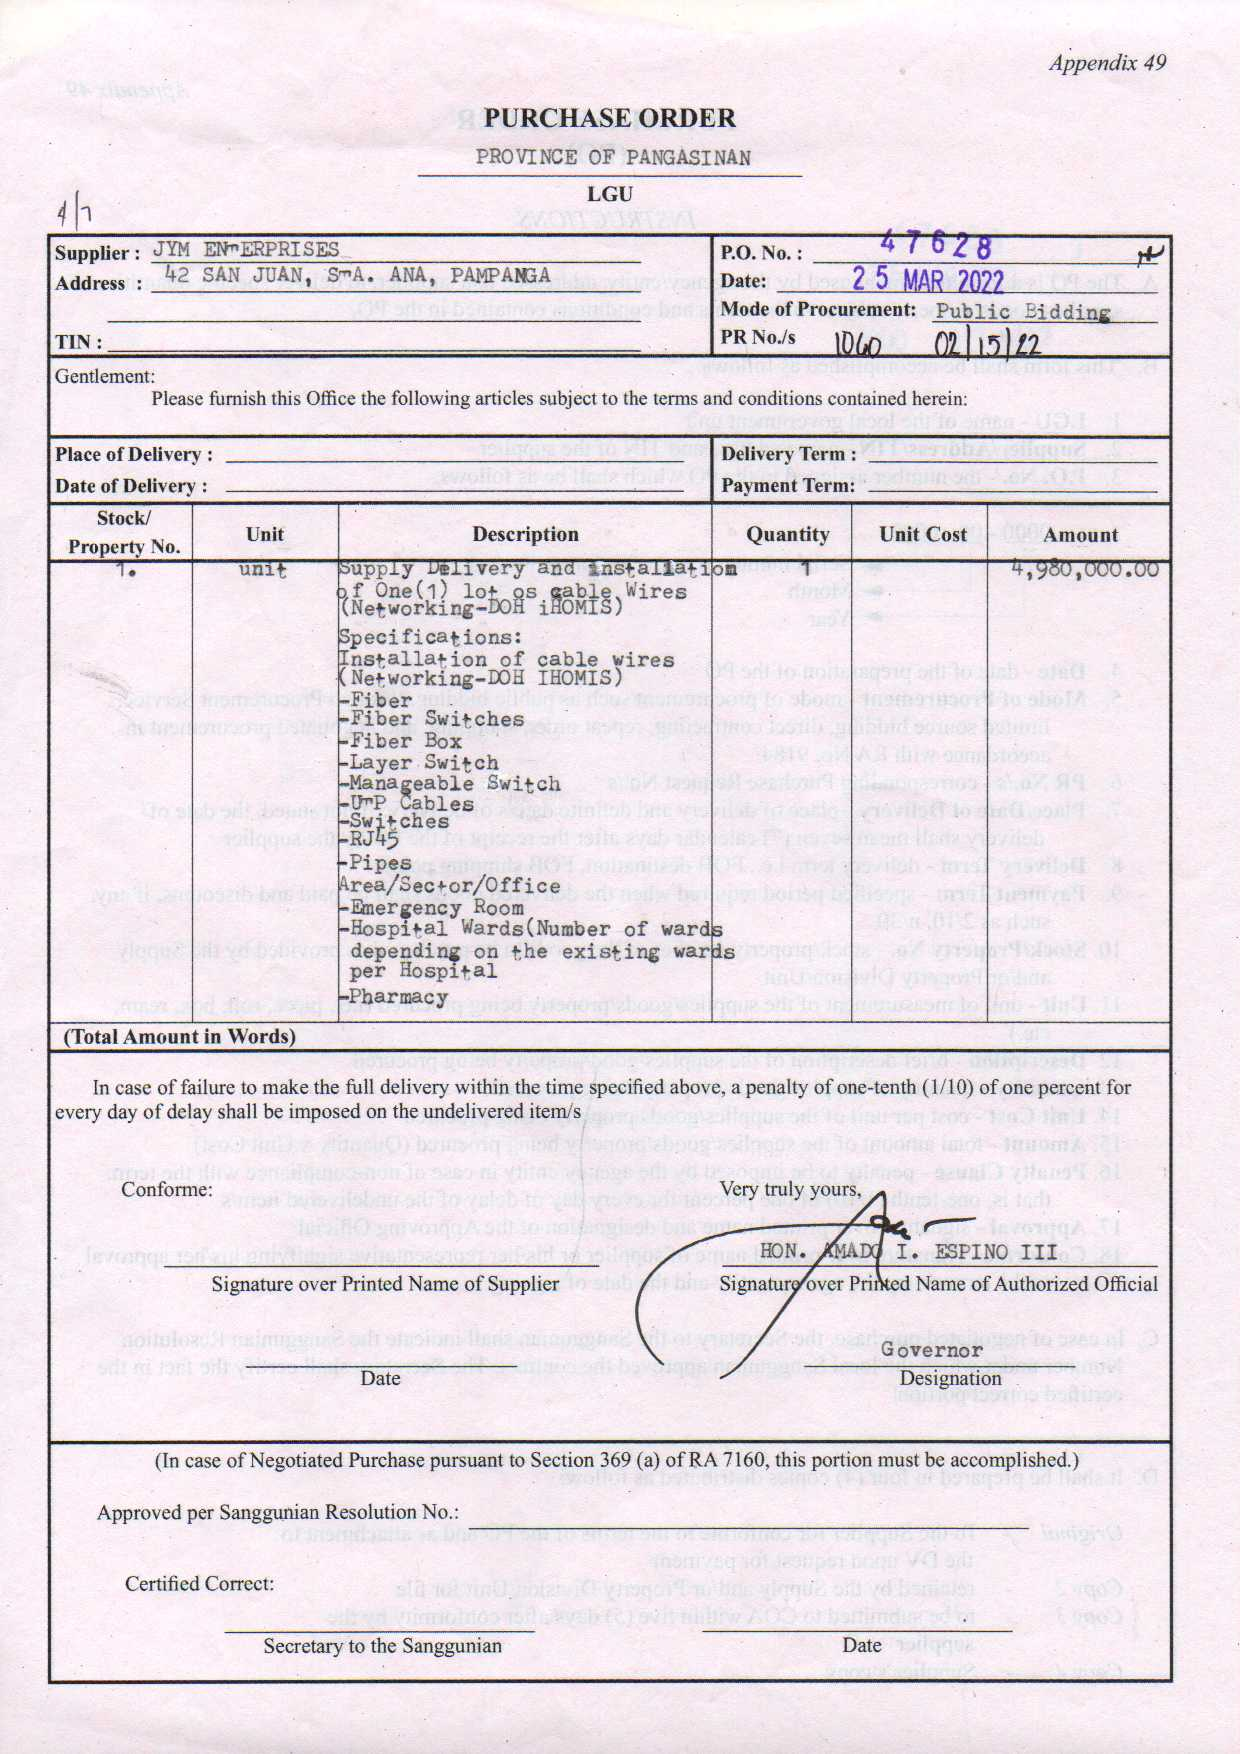 Appendix 49
PURCHASE ORDER
PROVINCE OF PANGASINAN
LGU
4/7
Supplier : JYM ENTERPRISES
Address : 42 SAN JUAN, STA. ANA, PAMPANGA
TIN :
P.O. No. : 47628
Date: 25 MAR 2022
Mode of Procurement: Public Bidding
PR No./s 1060 02/15/22
Gentlement:
Please furnish this Office the following articles subject to the terms and conditions contained herein:
Place of Delivery :
Date of Delivery :
Delivery Term :
Payment Term:
Stock/ Property No. Unit Description Quantity Unit Cost Amount
1. unit Supply Delivery and installation 1 4,980,000.00
of One(1) lot os cable Wires
(Networking-DOH iHOMIS)
Specifications:
Installation of cable wires
(Networking-DOH IHOMIS)
-Fiber
-Fiber Switches
-Fiber Box
-Layer Switch
-Manageable Switch
-UTP Cables
-Switches
-RJ45
-Pipes
Area/Sector/Office
-Emergency Room
-Hospital Wards(Number of wards
depending on the existing wards
per Hospital
-Pharmacy
(Total Amount in Words)
In case of failure to make the full delivery within the time specified above, a penalty of one-tenth (1/10) of one percent for
every day of delay shall be imposed on the undelivered item/s
Conforme:
Very truly yours,
HON. AMADO I. ESPINO III
Signature over Printed Name of Supplier
Signature over Printed Name of Authorized Official
Governor
Date
Designation
(In case of Negotiated Purchase pursuant to Section 369 (a) of RA 7160, this portion must be accomplished.)
Approved per Sanggunian Resolution No.:
Certified Correct:
Secretary to the Sanggunian
Date